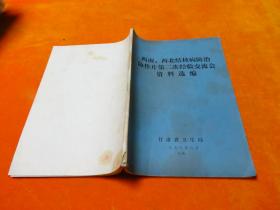 西南、西北结核病防治
协作片第二次经验交流会
资料选编
甘肃省卫生局